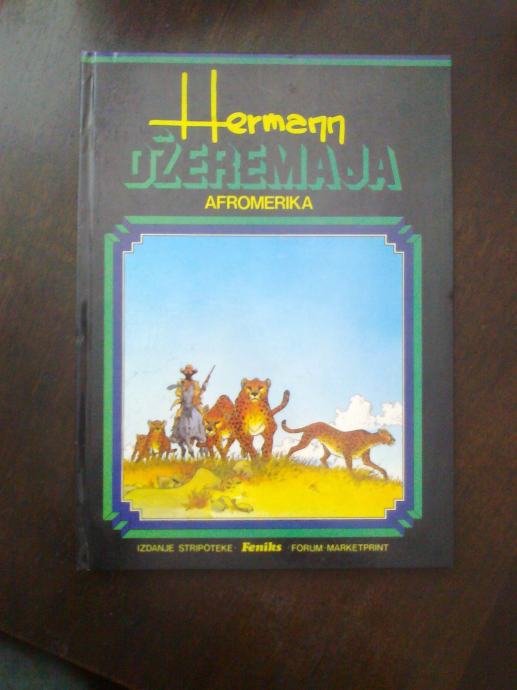 Hermann
DŽEREMAJA
AFROMERIKA
IZDANJE STRIPOTEKE · Feniks · FORUM · MARKETPRINT